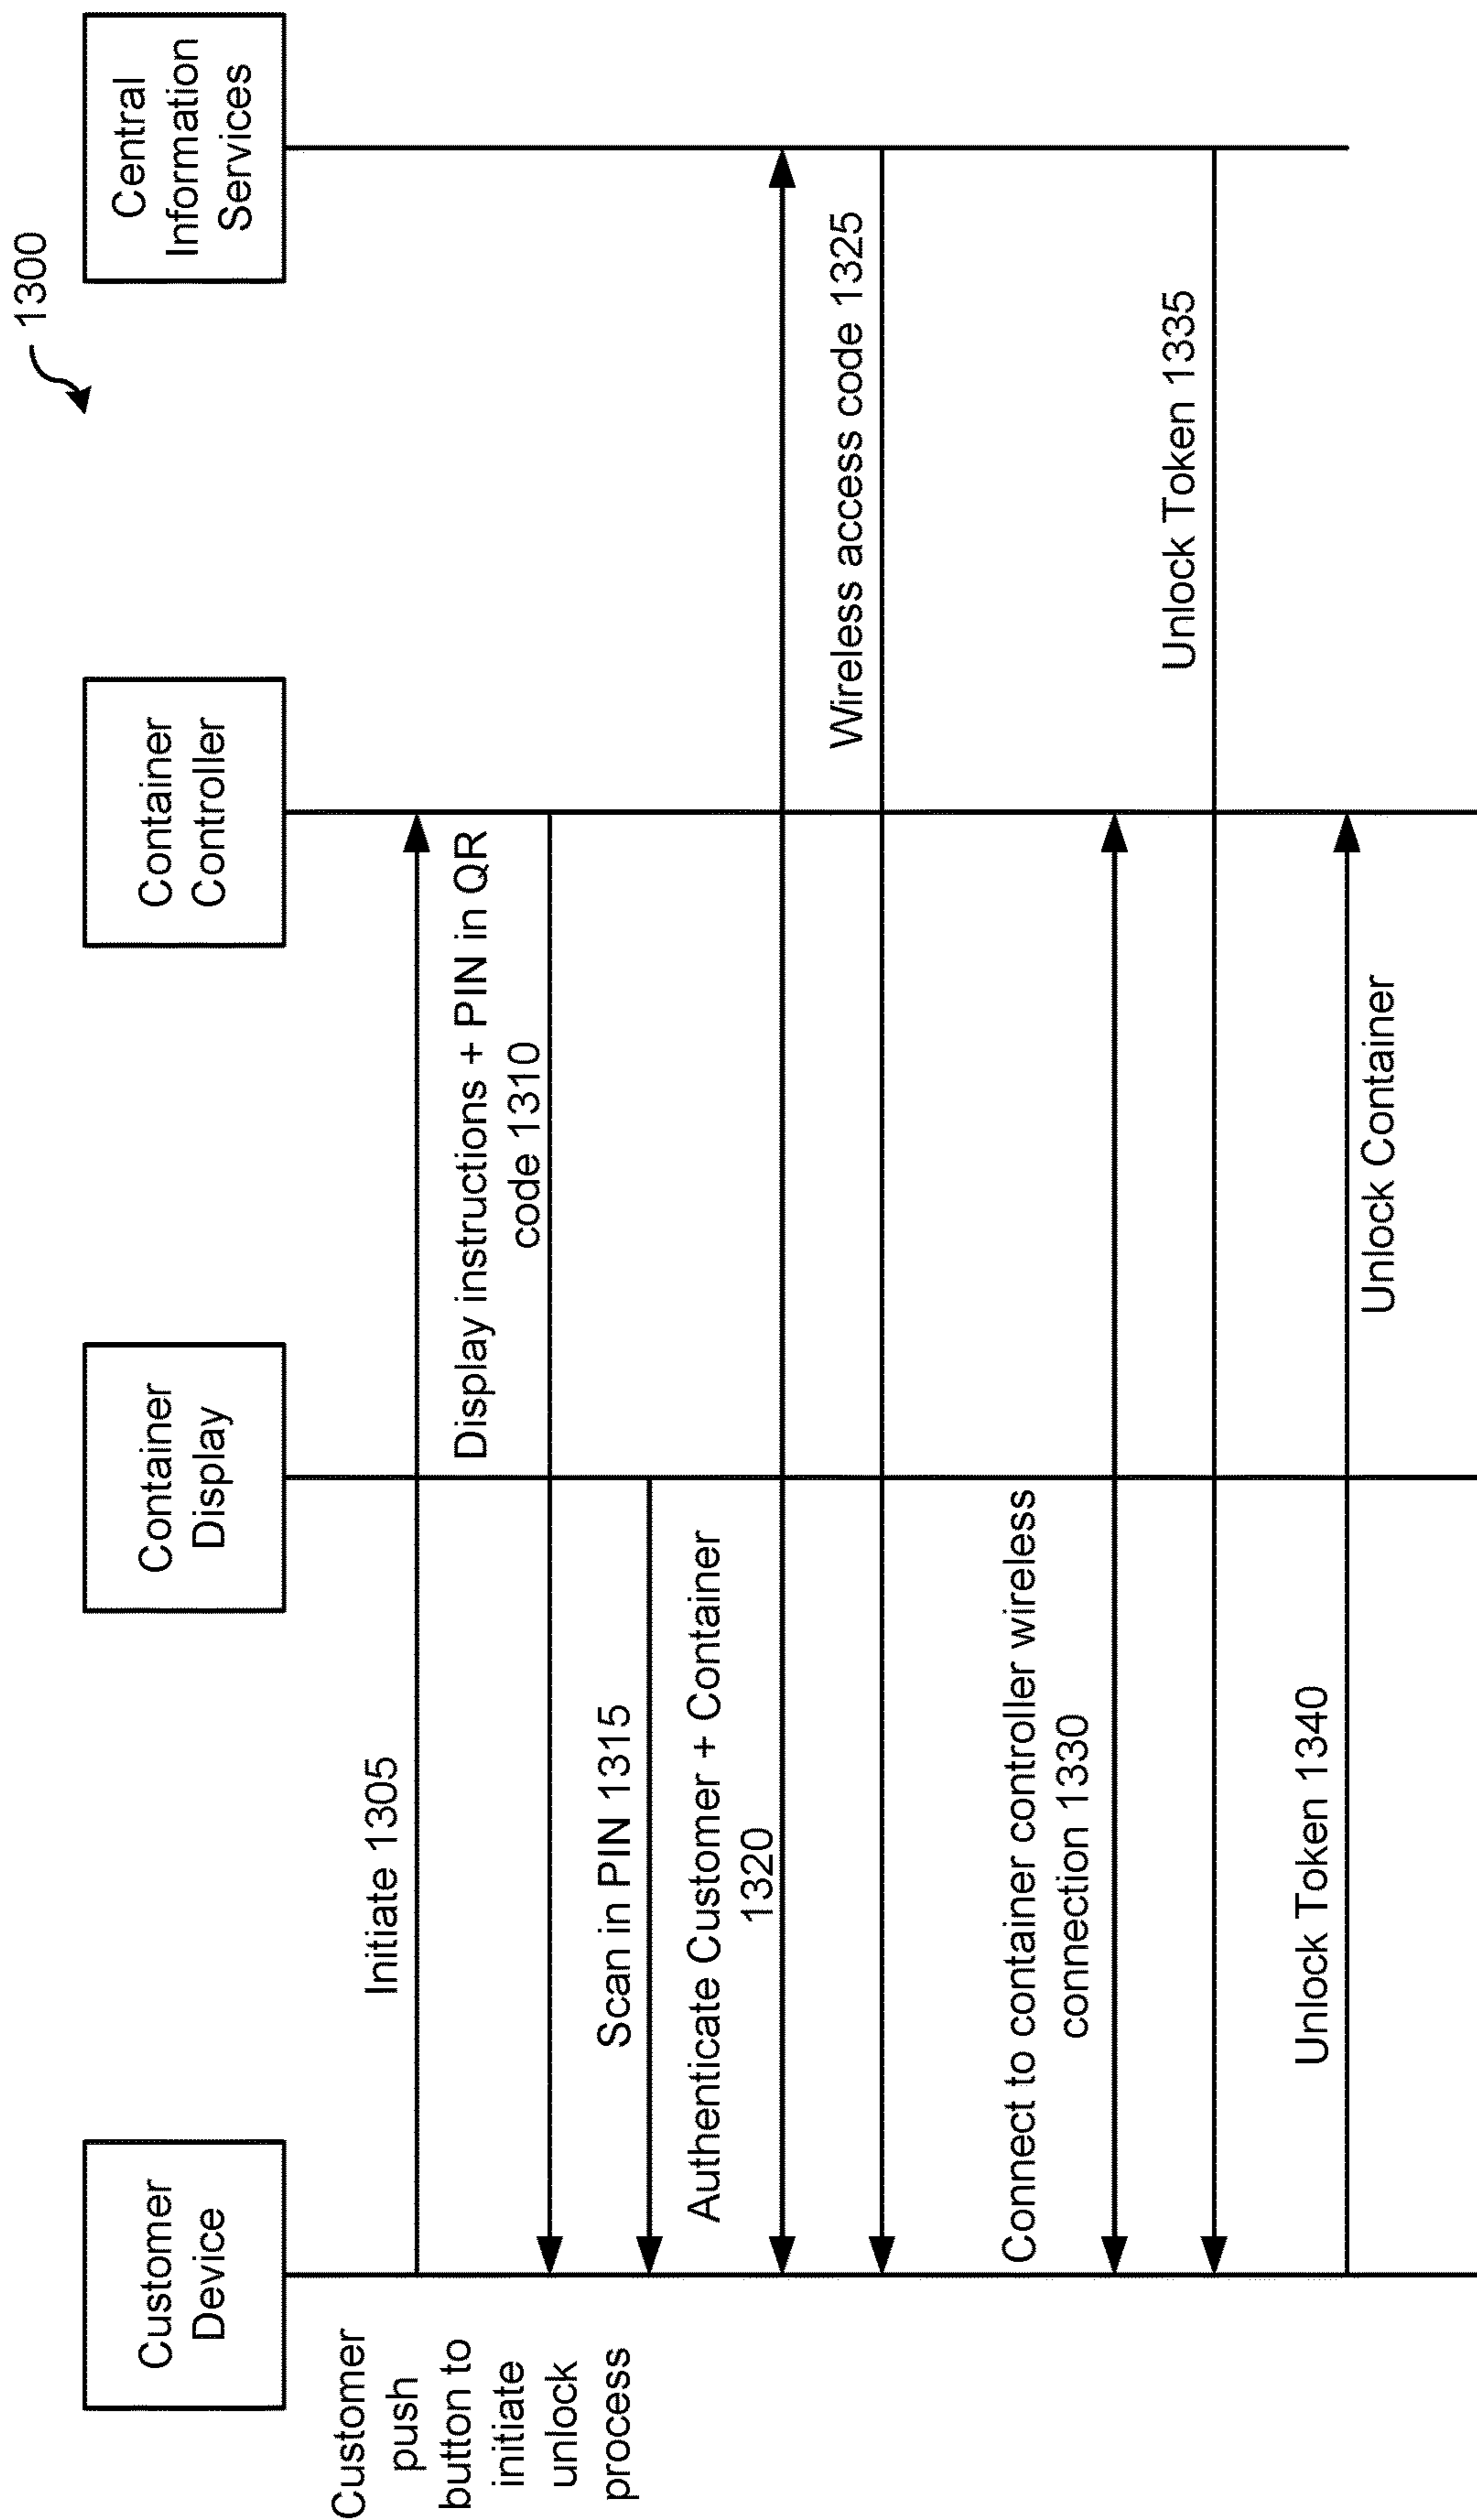 1300
Customer
Device
Container
Display
Container
Controller
Central
Information
Services
Customer
push
button to
initiate
unlock
process
Initiate 1305
Display instructions + PIN in QR
code 1310
Scan in PIN 1315
Authenticate Customer + Container
1320
Wireless access code 1325
Connect to container controller wireless
connection 1330
Unlock Token 1335
Unlock Token 1340
Unlock Container